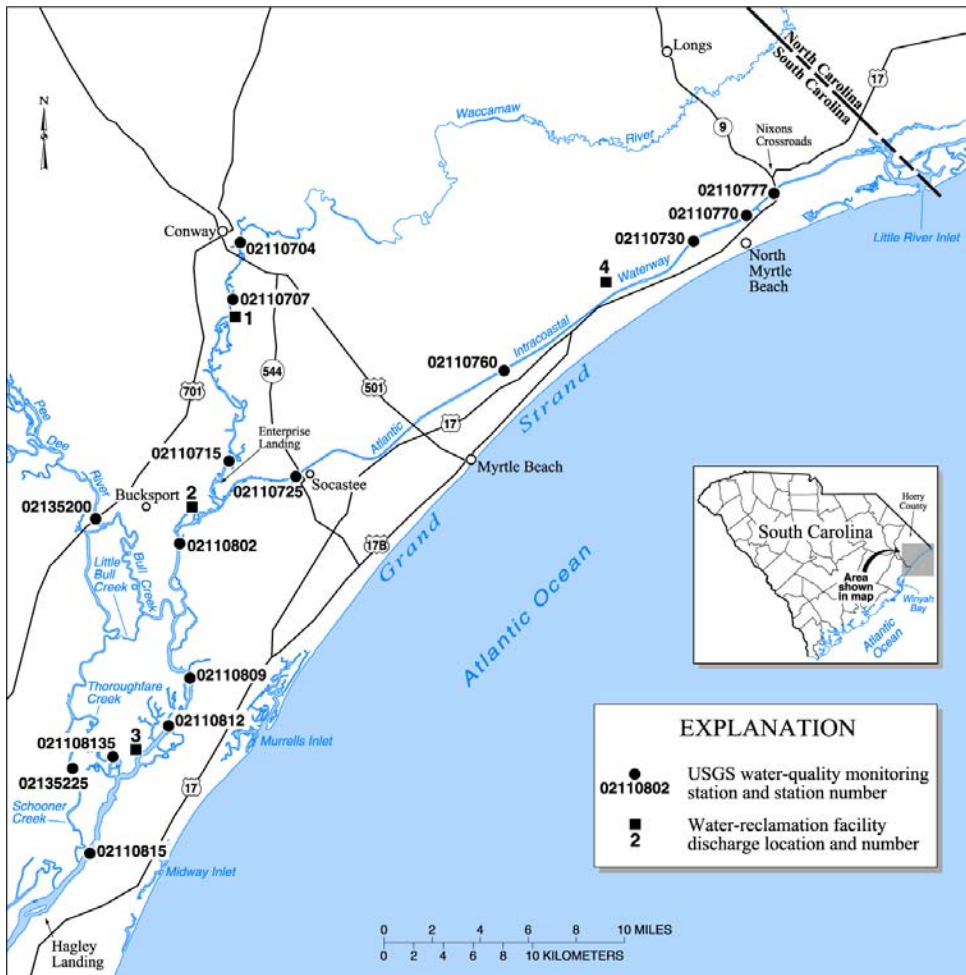 Longs
North Carolina
South Carolina
17
N
Waccamaw
River
9
Nixons
Crossroads
02110777
02110770
02110730
Conway
02110704
Little River Inlet
4
Waterway
North
Myrtle
Beach
02110707
1
Intracoastal
02110760
544
701
501
Strand
17
Atlantic
Pee
Dee
River
Enterprise
Landing
02110715
Myrtle Beach
Socastee
02110725
Bucksport
2
02135200
02110802
17B
Grand
Little
Bull
Creek
Bull Creek
Atlantic Ocean
Horry
County
South Carolina
Area
shown
in map
Winyah
Bay
Atlantic
Ocean
02110809
Thoroughfare
Creek
02110812
3
021108135
Murrells Inlet
02135225
17
Schooner
Creek
02110815
Midway Inlet
Hagley
Landing
EXPLANATION
02110802
USGS water-quality monitoring
station and station number
2
Water-reclamation facility
discharge location and number
0 2 4 6 8 10 MILES
0 2 4 6 8 10 KILOMETERS